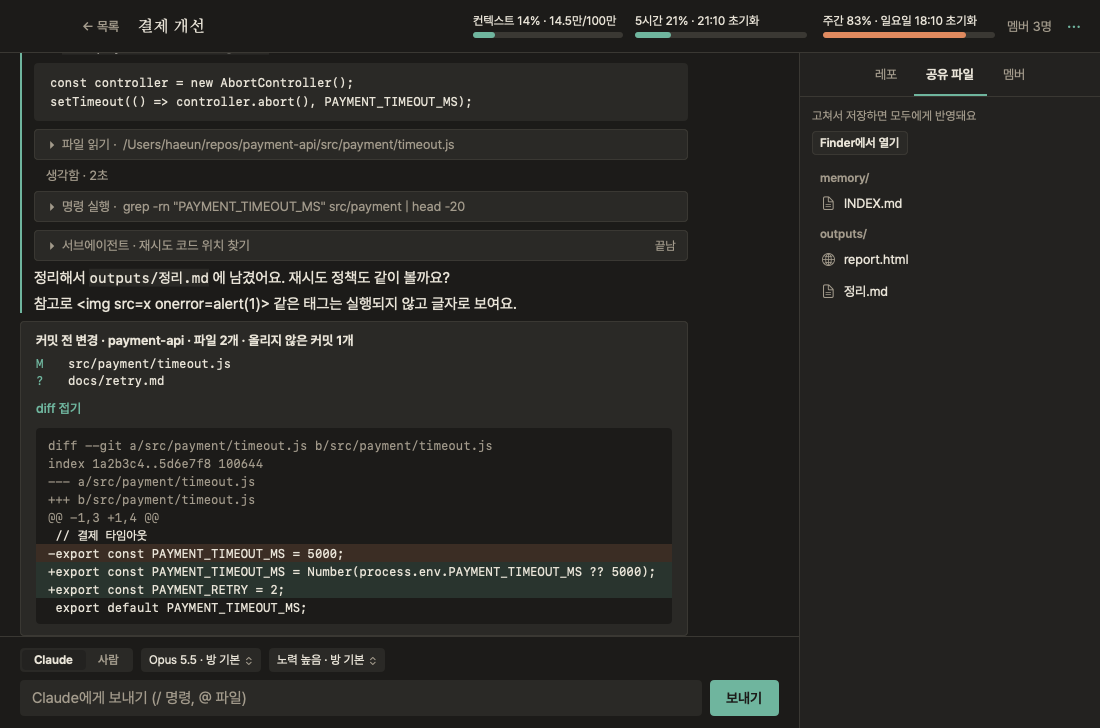 ← 목록
결제 개선
컨텍스트 14% · 14.5만/100만
5시간 21% · 21:10 초기화
주간 83% · 일요일 18:10 초기화
멤버 3명
const controller = new AbortController();
setTimeout(() => controller.abort(), PAYMENT_TIMEOUT_MS);
파일 읽기 · /Users/haeun/repos/payment-api/src/payment/timeout.js
생각함 · 2초
명령 실행 · grep -rn "PAYMENT_TIMEOUT_MS" src/payment | head -20
서브에이전트 · 재시도 코드 위치 찾기 끝남
정리해서 outputs/정리.md 에 남겼어요. 재시도 정책도 같이 볼까요?
참고로 <img src=x onerror=alert(1)> 같은 태그는 실행되지 않고 글자로 보여요.
커밋 전 변경 · payment-api · 파일 2개 · 올리지 않은 커밋 1개
M src/payment/timeout.js
? docs/retry.md
diff 접기
diff --git a/src/payment/timeout.js b/src/payment/timeout.js
index 1a2b3c4..5d6e7f8 100644
--- a/src/payment/timeout.js
+++ b/src/payment/timeout.js
@@ -1,3 +1,4 @@
// 결제 타임아웃
-export const PAYMENT_TIMEOUT_MS = 5000;
+export const PAYMENT_TIMEOUT_MS = Number(process.env.PAYMENT_TIMEOUT_MS ?? 5000);
+export const PAYMENT_RETRY = 2;
export default PAYMENT_TIMEOUT_MS;
Claude 사람
Opus 5.5 · 방 기본
노력 높음 · 방 기본
Claude에게 보내기 (/ 명령, @ 파일)
보내기
레포 공유 파일 멤버
고쳐서 저장하면 모두에게 반영돼요
Finder에서 열기
memory/
INDEX.md
outputs/
report.html
정리.md